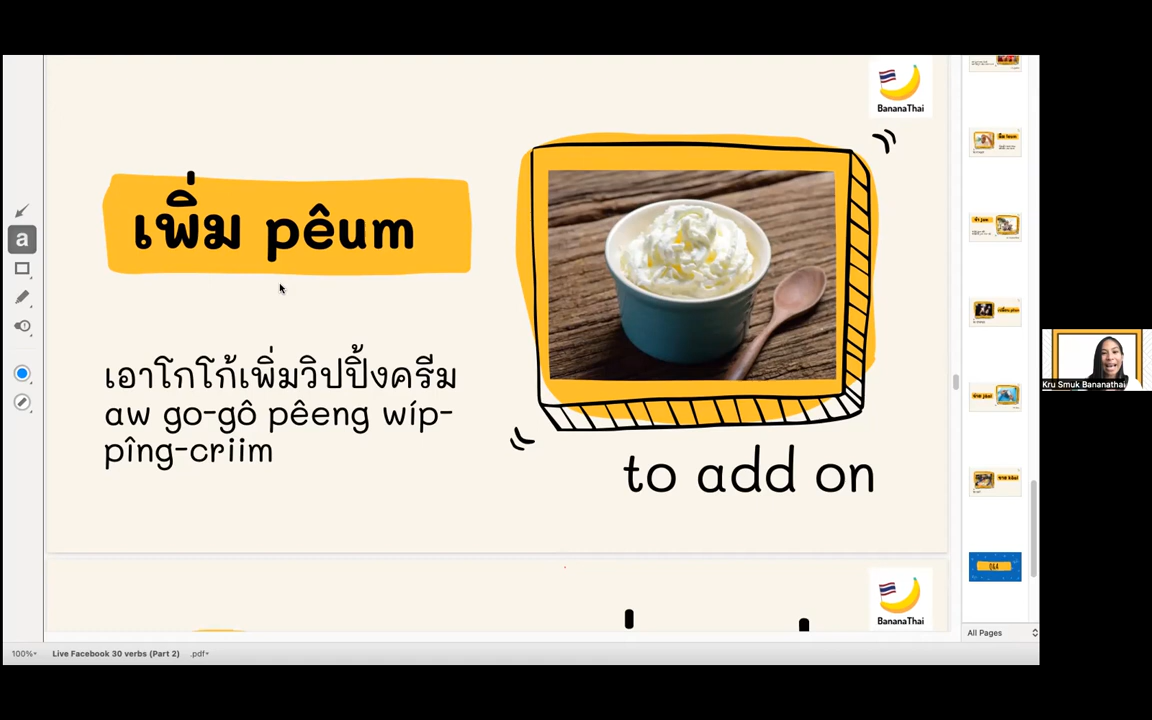 BananaThai
เพิ่ม pêum
เอาโกโก้เพิ่มวิปปิ้งครีม
aw go-gô pêeng wíp-
pîng-criim
to add on
BananaThai
Kru Smuk Bananathai
a
Q&A
All Pages
100%
Live Facebook 30 verbs (Part 2)
.pdf